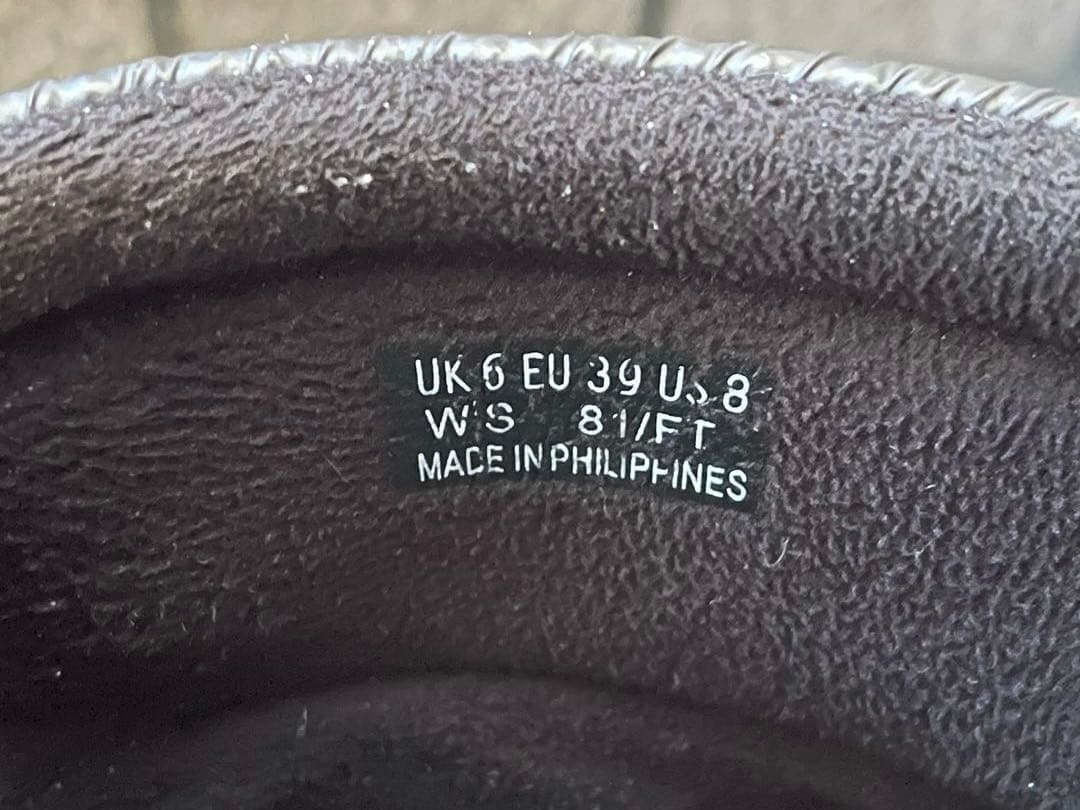 UK 6 EU 39 US 8
WS 81/FT
MADE IN PHILIPPINES